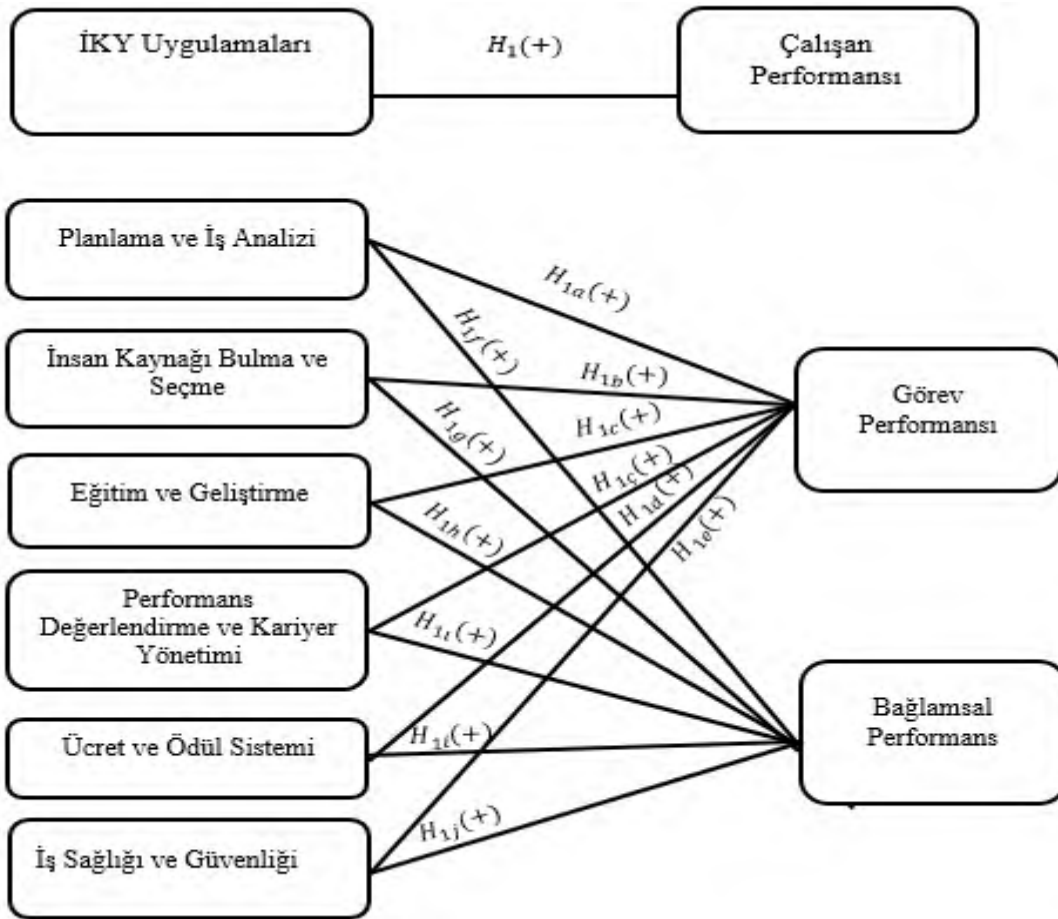 İKY Uygulamaları
H₁(+)
Çalışan
Performansı
Planlama ve İş Analizi
İnsan Kaynağı Bulma ve
Seçme
Eğitim ve Geliştirme
Performans
Değerlendirme ve Kariyer
Yönetimi
Ücret ve Ödül Sistemi
İş Sağlığı ve Güvenliği
H₁a(+)
H₁f(+)
H₁b(+)
H₁c(+)
H₁g(+)
H₁ç(+)
H₁d(+)
H₁e(+)
H₁h(+)
H₁ı(+)
H₁i(+)
H₁j(+)
Görev
Performansı
Bağlamsal
Performans